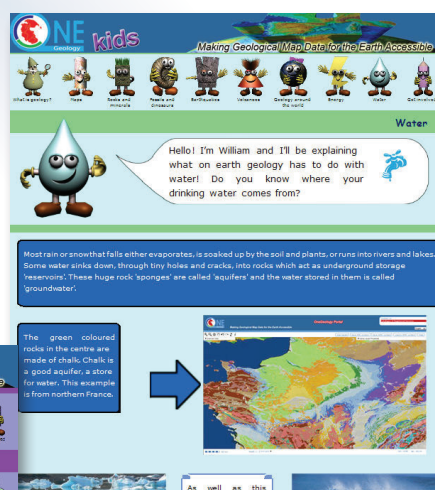 ONE
Geology
kids
Making Geological Map Data for the Earth Accessible
What is geology?
Maps
Rocks and
minerals
Fossils and
dinosaurs
Earthquakes
Volcanoes
Geology around
the world
Energy
Water
Get involved
Water
Hello! I'm William and I'll be explaining
what on earth geology has to do with
water! Do you know where your
drinking water comes from?
Most rain or snow that falls either evaporates, is soaked up by the soil and plants, or runs into rivers and lakes.
Some water sinks down, through tiny holes and cracks, into rocks which act as underground storage
'reservoirs'. These huge rock 'sponges' are called 'aquifers' and the water stored in them is called
'groundwater'.
The green coloured
rocks in the centre are
made of chalk. Chalk is
a good aquifer, a store
for water. This example
is from northern France.
As well as this